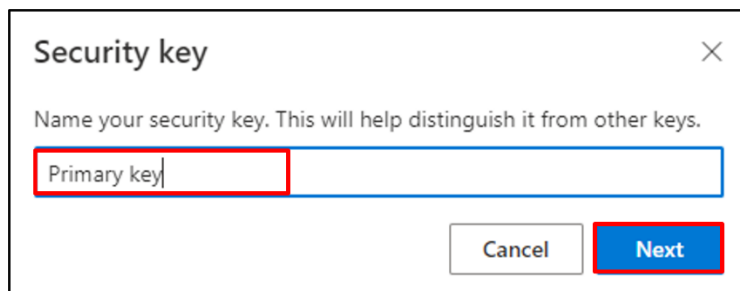 Security key
Name your security key. This will help distinguish it from other keys.
Primary key
Cancel
Next